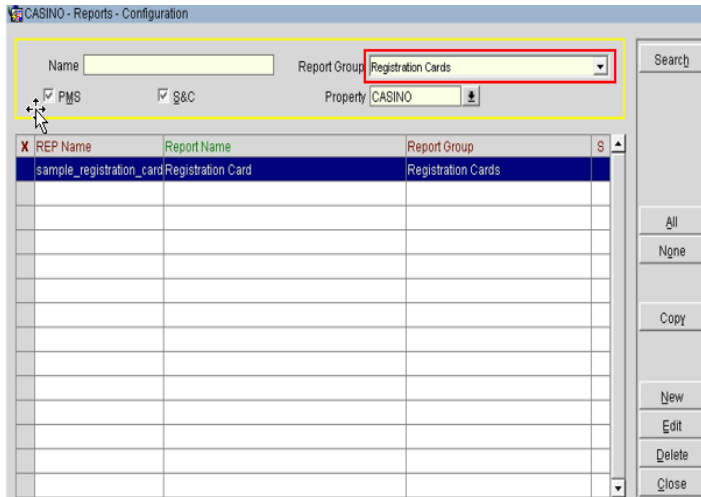 CASINO - Reports - Configuration
Name
Report Group Registration Cards
PMS
S&C
Property CASINO
X REP Name Report Name Report Group S
sample_registration_card Registration Card Registration Cards
Search
All
None
Copy
New
Edit
Delete
Close